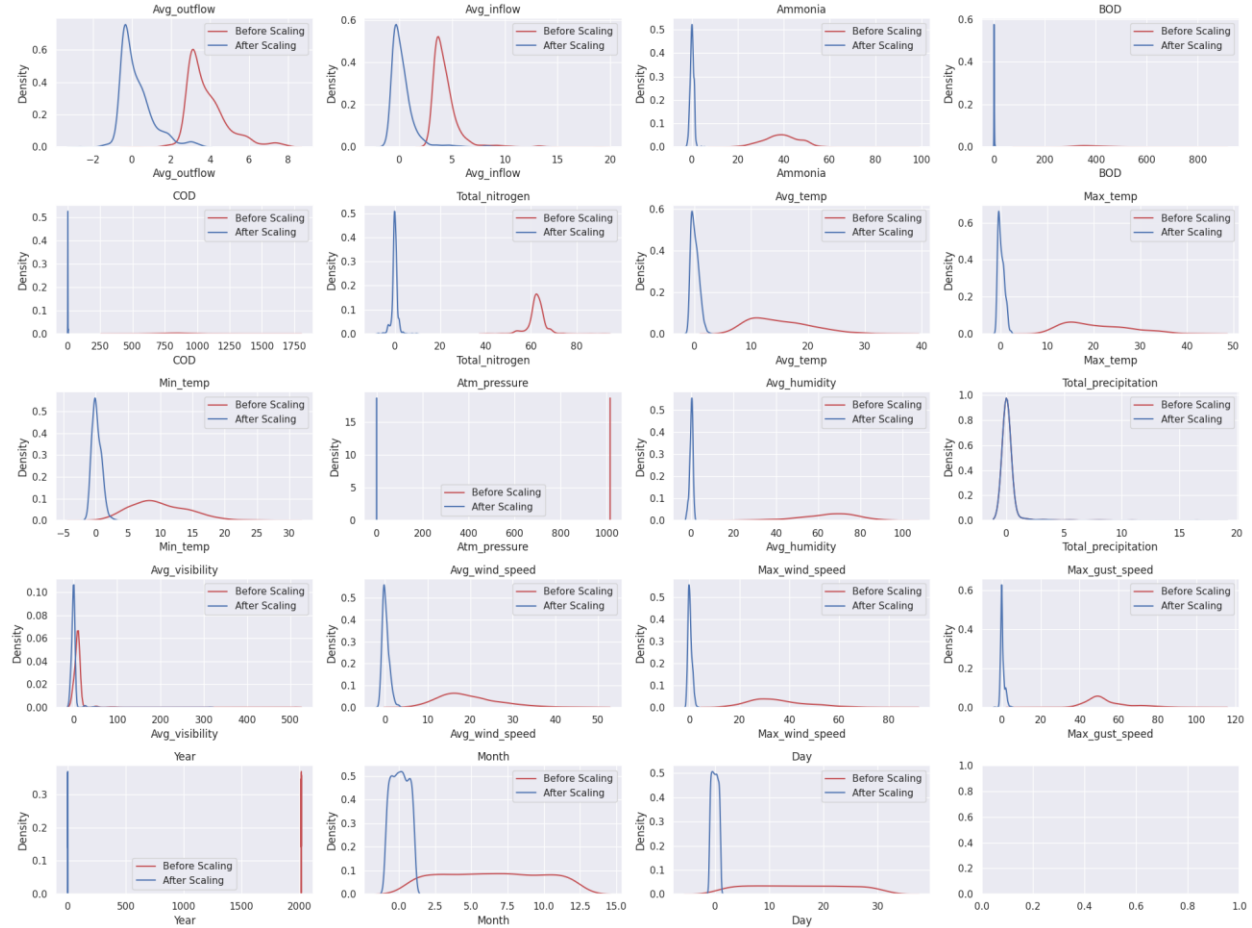 Avg_outflow
Density
0.6
0.4
0.2
0.0
Before Scaling
After Scaling
−2
0
2
4
6
8
Avg_outflow
Avg_inflow
Density
0.6
0.4
0.2
0.0
Before Scaling
After Scaling
0
5
10
15
20
Avg_inflow
Ammonia
Density
0.5
0.4
0.3
0.2
0.1
0.0
Before Scaling
After Scaling
0
20
40
60
80
100
Ammonia
BOD
Density
0.6
0.4
0.2
0.0
Before Scaling
After Scaling
0
200
400
600
800
BOD
COD
Density
0.5
0.4
0.3
0.2
0.1
0.0
Before Scaling
After Scaling
0
250
500
750
1000
1250
1500
1750
COD
Total_nitrogen
Density
0.5
0.4
0.3
0.2
0.1
0.0
Before Scaling
After Scaling
0
20
40
60
80
Total_nitrogen
Avg_temp
Density
0.6
0.4
0.2
0.0
Before Scaling
After Scaling
0
10
20
30
40
Avg_temp
Max_temp
Density
0.6
0.4
0.2
0.0
Before Scaling
After Scaling
0
10
20
30
40
50
Max_temp
Min_temp
Density
0.5
0.4
0.3
0.2
0.1
0.0
Before Scaling
After Scaling
−5
0
5
10
15
20
25
30
Min_temp
Atm_pressure
Density
15
10
5
0
Before Scaling
After Scaling
0
200
400
600
800
1000
Atm_pressure
Avg_humidity
Density
0.5
0.4
0.3
0.2
0.1
0.0
Before Scaling
After Scaling
0
20
40
60
80
100
Avg_humidity
Total_precipitation
Density
1.0
0.8
0.6
0.4
0.2
0.0
Before Scaling
After Scaling
0
5
10
15
20
Total_precipitation
Avg_visibility
Density
0.10
0.08
0.06
0.04
0.02
0.00
Before Scaling
After Scaling
0
100
200
300
400
500
Avg_visibility
Avg_wind_speed
Density
0.5
0.4
0.3
0.2
0.1
0.0
Before Scaling
After Scaling
0
10
20
30
40
50
Avg_wind_speed
Max_wind_speed
Density
0.5
0.4
0.3
0.2
0.1
0.0
Before Scaling
After Scaling
0
20
40
60
80
Max_wind_speed
Max_gust_speed
Density
0.6
0.4
0.2
0.0
Before Scaling
After Scaling
0
20
40
60
80
100
120
Max_gust_speed
Year
Density
0.3
0.2
0.1
0.0
Before Scaling
After Scaling
0
500
1000
1500
2000
Year
Month
Density
0.5
0.4
0.3
0.2
0.1
0.0
Before Scaling
After Scaling
0.0
2.5
5.0
7.5
10.0
12.5
15.0
Month
Day
Density
0.5
0.4
0.3
0.2
0.1
0.0
Before Scaling
After Scaling
0
10
20
30
Day
1.0
0.8
0.6
0.4
0.2
0.0
0.0
0.2
0.4
0.6
0.8
1.0